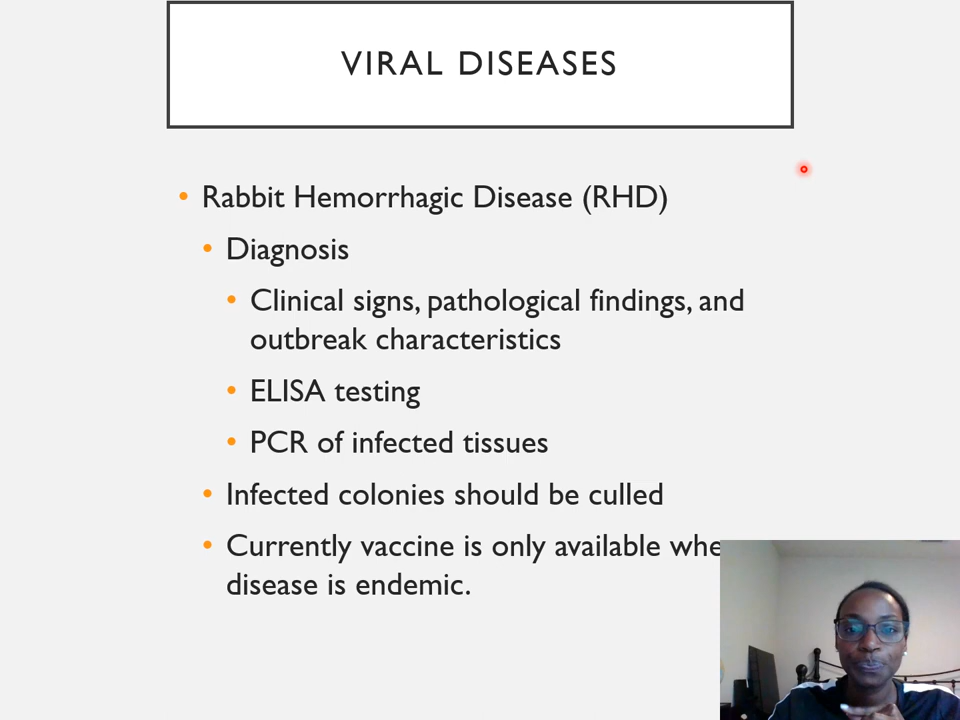 VIRAL DISEASES
Rabbit Hemorrhagic Disease (RHD)
Diagnosis
Clinical signs, pathological findings, and
outbreak characteristics
ELISA testing
PCR of infected tissues
Infected colonies should be culled
Currently vaccine is only available
disease is endemic.